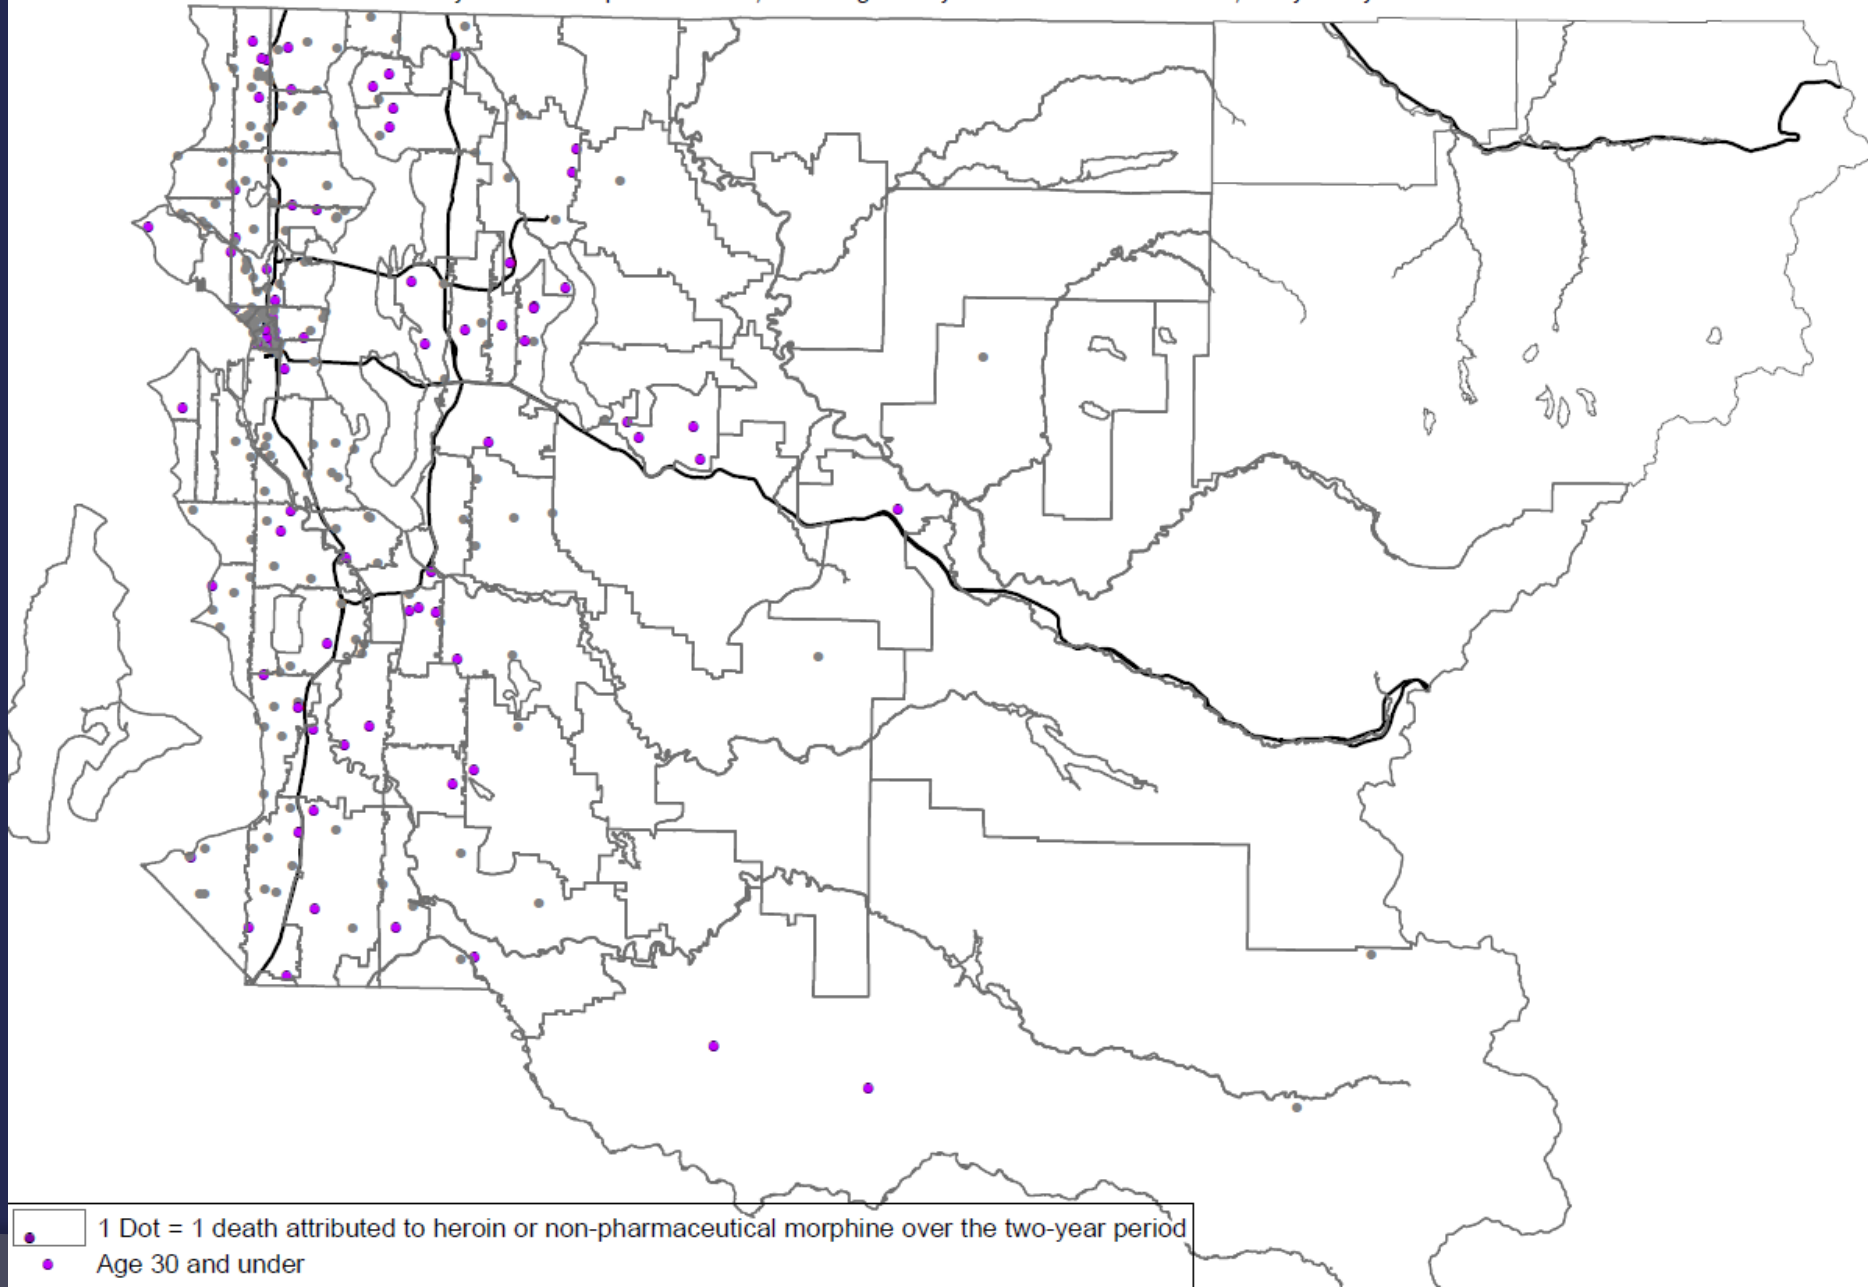 1 Dot = 1 death attributed to heroin or non-pharmaceutical morphine over the two-year period
Age 30 and under